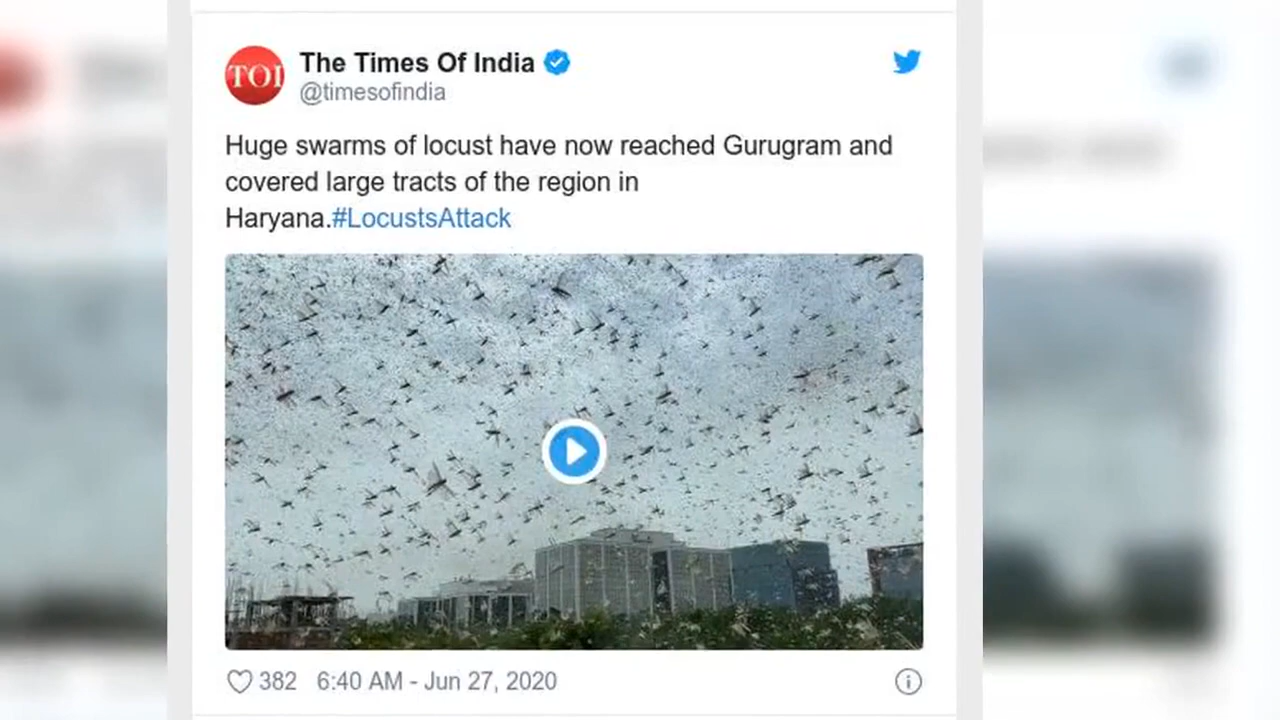 TOI
The Times Of India
@timesofindia
Huge swarms of locust have now reached Gurugram and
covered large tracts of the region in
Haryana.#LocustsAttack
382 6:40 AM - Jun 27, 2020